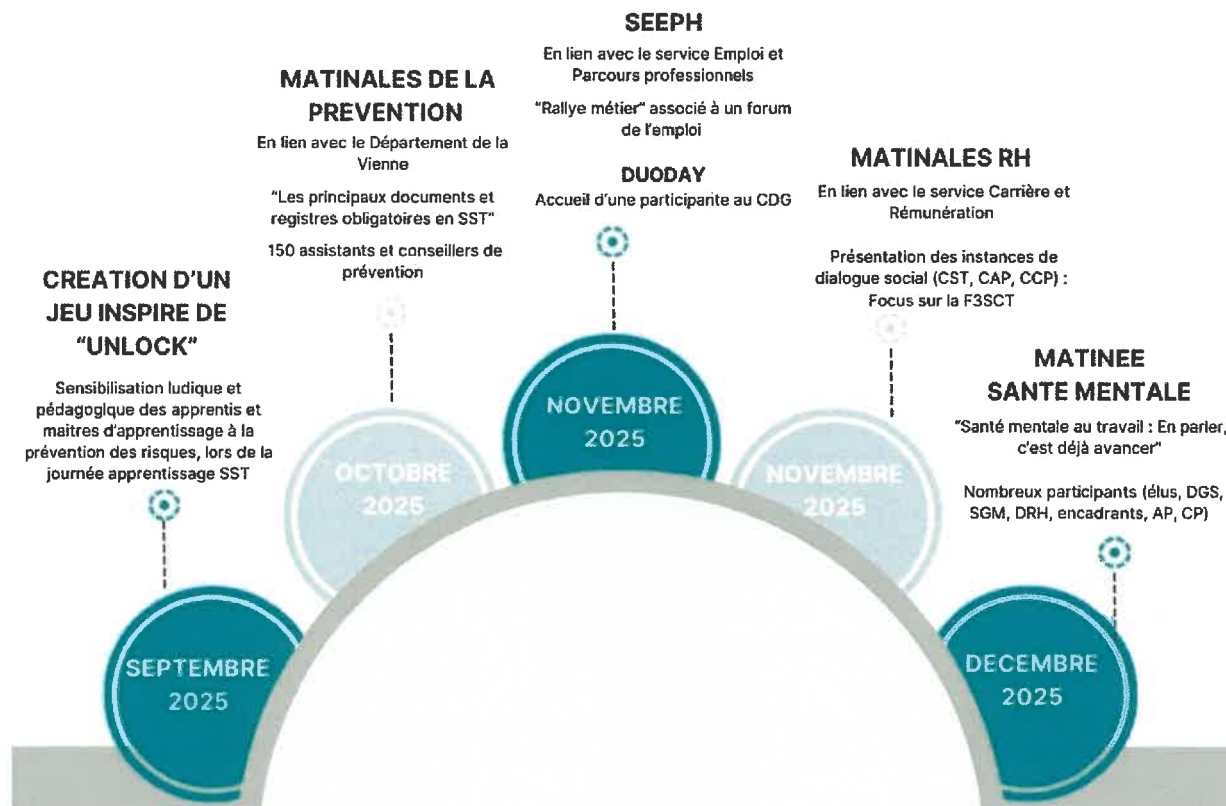 CREATION D'UN
JEU INSPIRE DE
"UNLOCK"
Sensibilisation ludique et
pédagogique des apprentis et
maitres d'apprentissage à la
prévention des risques, lors de la
journée apprentissage SST
SEPTEMBRE
2025
MATINALES DE LA
PREVENTION
En lien avec le Département de la
Vienne
"Les principaux documents et
registres obligatoires en SST"
150 assistants et conseillers de
prévention
OCTOBRE
2025
SEEPH
En lien avec le service Emploi et
Parcours professionnels
"Rallye métier" associé à un forum
de l'emploi
DUODAY
Accueil d'une participante au CDG
NOVEMBRE
2025
MATINALES RH
En lien avec le service Carrière et
Rémunération
Présentation des instances de
dialogue social (CST, CAP, CCP) :
Focus sur la F3SCT
NOVEMBRE
2025
MATINEE
SANTE MENTALE
"Santé mentale au travail : En parler,
c'est déjà avancer"
Nombreux participants (élus, DGS,
SGM, DRH, encadrants, AP, CP)
DECEMBRE
2025